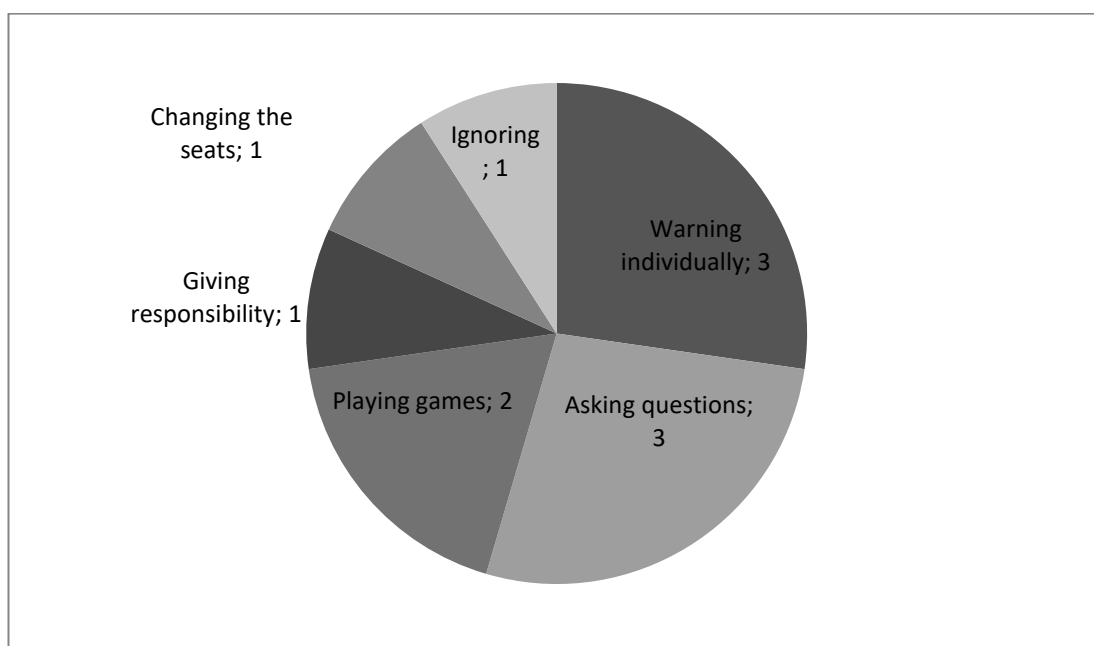 Changing the
seats; 1
Ignoring
; 1
Warning
individually; 3
Giving
responsibility; 1
Playing games; 2
Asking questions;
3